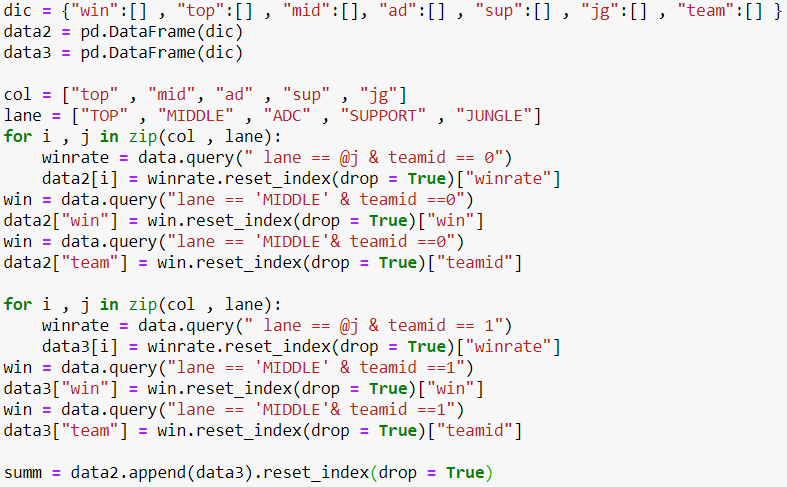 dic = {"win":[] , "top":[] , "mid":[], "ad":[] , "sup":[] , "jg":[] , "team":[] }
data2 = pd.DataFrame(dic)
data3 = pd.DataFrame(dic)

col = ["top" , "mid", "ad" , "sup" , "jg"]
lane = ["TOP" , "MIDDLE" , "ADC" , "SUPPORT" , "JUNGLE"]
for i , j in zip(col , lane):
    winrate = data.query(" lane == @j & teamid == 0")
    data2[i] = winrate.reset_index(drop = True)["winrate"]
win = data.query("lane == 'MIDDLE' & teamid ==0")
data2["win"] = win.reset_index(drop = True)["win"]
win = data.query("lane == 'MIDDLE'& teamid ==0")
data2["team"] = win.reset_index(drop = True)["teamid"]

for i , j in zip(col , lane):
    winrate = data.query(" lane == @j & teamid == 1")
    data3[i] = winrate.reset_index(drop = True)["winrate"]
win = data.query("lane == 'MIDDLE' & teamid ==1")
data3["win"] = win.reset_index(drop = True)["win"]
win = data.query("lane == 'MIDDLE'& teamid ==1")
data3["team"] = win.reset_index(drop = True)["teamid"]

summ = data2.append(data3).reset_index(drop = True)